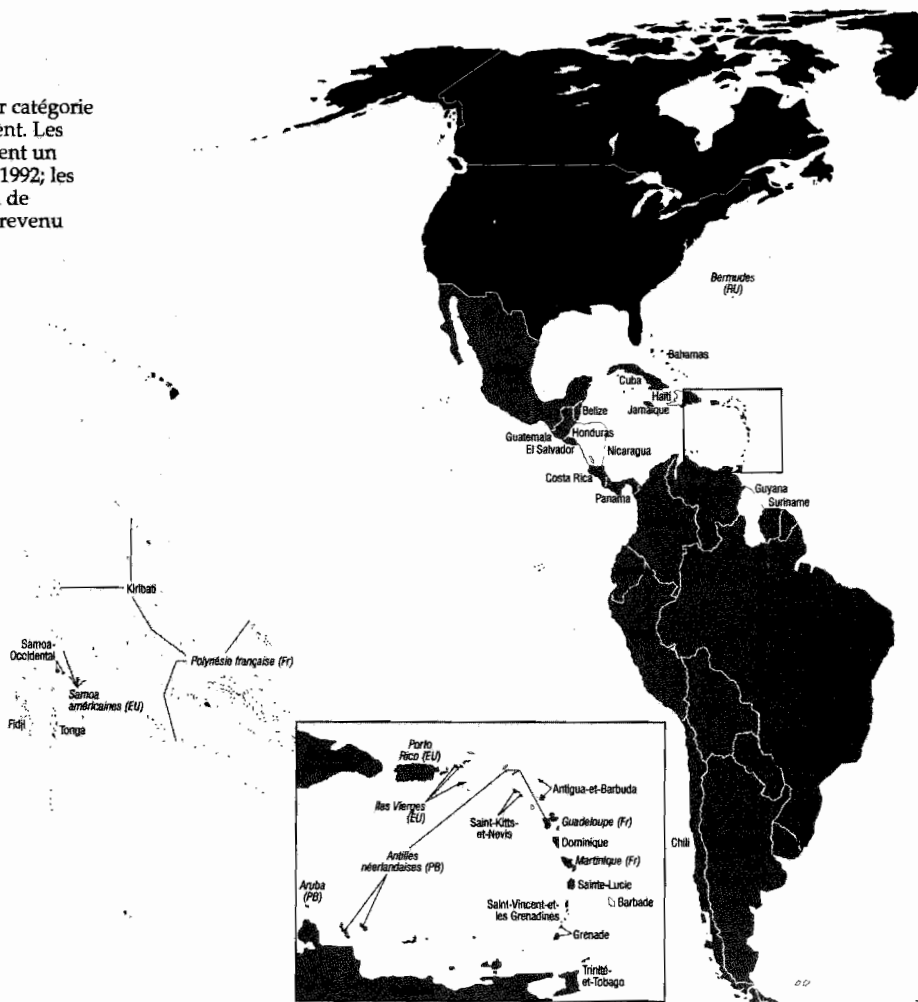 r catégorie
ent. Les
ent un
1992; les
de
revenu
Bermudes
(RU)
Bahamas
Cuba
Haïti
Jamaïque
Belize
Guatemala
Honduras
El Salvador
Nicaragua
Costa Rica
Panama
Guyana
Suriname
Kiribati
Samoa-
Occidental
Polynésie française (Fr)
Samoa
américaines (EU)
Fidji
Tonga
Chili
Porto
Rico (EU)
Iles Vierges
(EU)
Antigua-et-Barbuda
Saint-Kitts-
et-Nevis
Guadeloupe (Fr)
Dominique
Antilles
néerlandaises (PB)
Martinique (Fr)
Aruba
(PB)
Sainte-Lucie
Saint-Vincent-et-
les Grenadines
Barbade
Grenade
Trinité-
et-Tobago